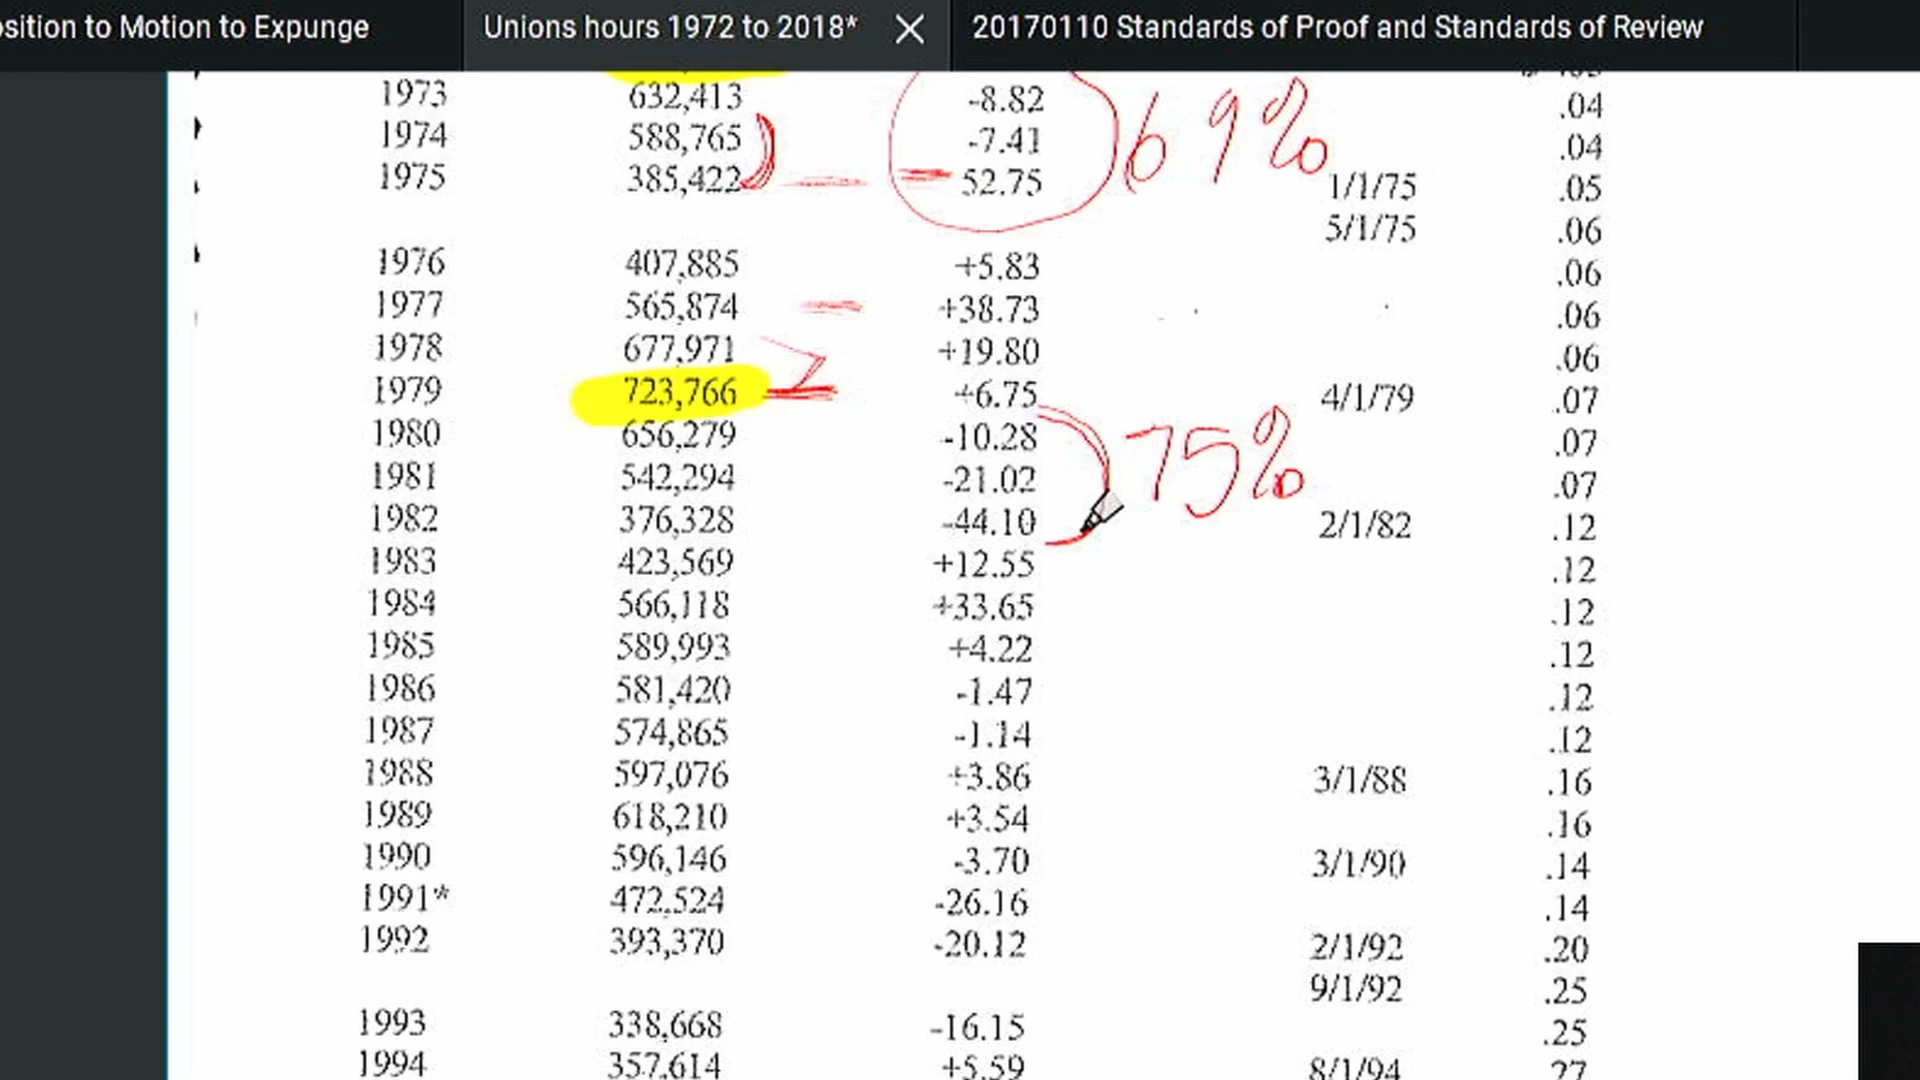 osition to Motion to Expunge Unions hours 1972 to 2018* 20170110 Standards of Proof and Standards of Review
1973 632,413 -8.82 .04
69%
1974 588,765 -7.41 .04
1975 385,422 52.75 1/1/75 .05
5/1/75 .06
1976 407,885 +5.83 .06
1977 565,874 +38.73 .06
1978 677,971 +19.80 .06
1979 723,766 +6.75 4/1/79 .07
1980 656,279 -10.28 .07
75%
1981 542,294 -21.02 .07
1982 376,328 -44.10 2/1/82 .12
1983 423,569 +12.55 .12
1984 566,118 +33.65 .12
1985 589,993 +4.22 .12
1986 581,420 -1.47 .12
1987 574,865 -1.14 .12
1988 597,076 +3.86 3/1/88 .16
1989 618,210 +3.54 .16
1990 596,146 -3.70 3/1/90 .14
1991* 472,524 -26.16 .14
1992 393,370 -20.12 2/1/92 .20
9/1/92 .25
1993 338,668 -16.15 .25
1994 357,614 +5.59 8/1/94 .27